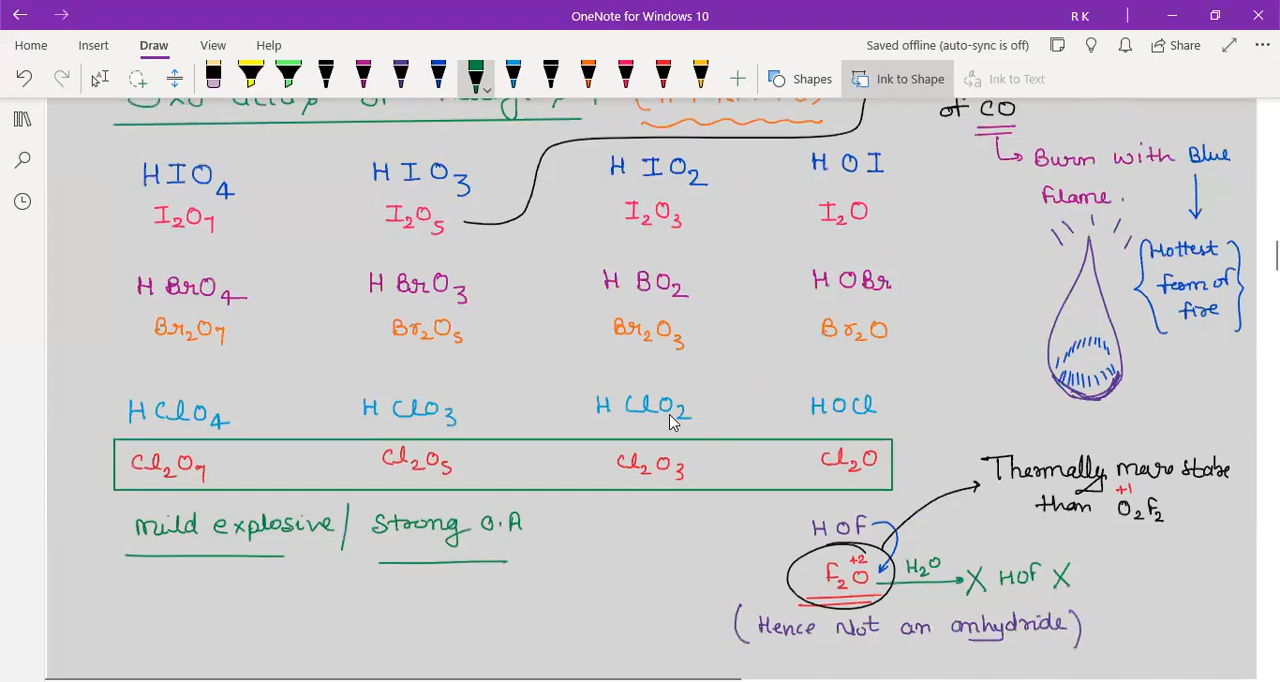 OneNote for Windows 10
R K
Home Insert Draw View Help
Saved offline (auto-sync is off)
Share
Shapes
Ink to Shape
Ink to Text
of CO
HIO4 HIO3 HIO2 HOI
I2O7 I2O5 I2O3 I2O
Burn with Blue
flame.
Hottest
form of
fire
HBrO4 HBrO3 HBO2 HOBr
Br2O7 Br2O5 Br2O3 Br2O
HClO4 HClO3 HClO2 HOCl
Cl2O7 Cl2O5 Cl2O3 Cl2O
Thermally more stable
+1
than O2F2
mild explosive / Strong O.A
HOF
+2
F2O H2O X HOF X
(Hence Not an anhydride)